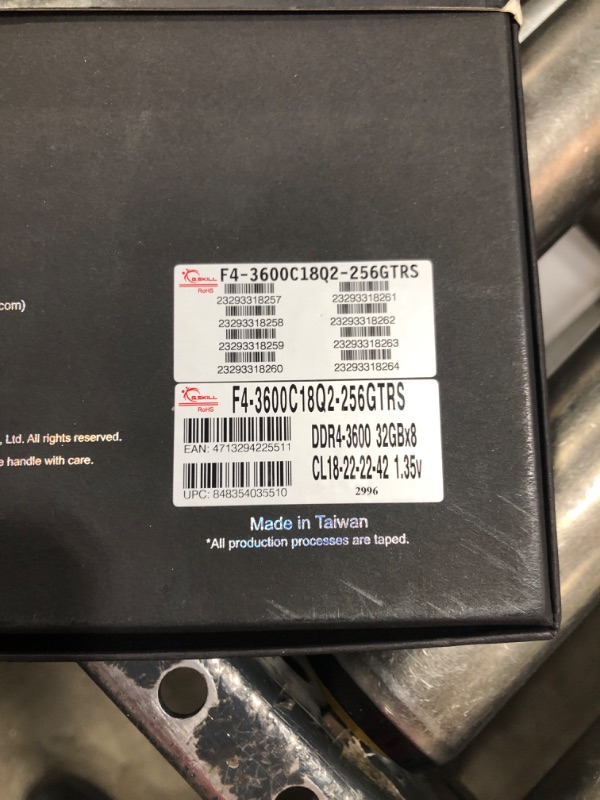 G.SKILL
F4-3600C18Q2-256GTRS
RoHS
23293318257
23293318261
23293318258
23293318262
23293318259
23293318263
23293318260
23293318264
com)
G.SKILL
F4-3600C18Q2-256GTRS
RoHS
EAN: 4713294225511
DDR4-3600 32GBx8
UPC: 848354035510
CL18-22-22-42 1.35v
2996
, Ltd. All rights reserved.
e handle with care.
Made in Taiwan
*All production processes are taped.